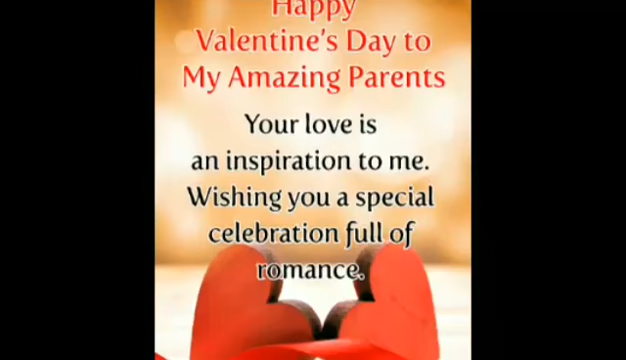 Happy
Valentine's Day to
My Amazing Parents
Your love is
an inspiration to me.
Wishing you a special
celebration full of
romance.